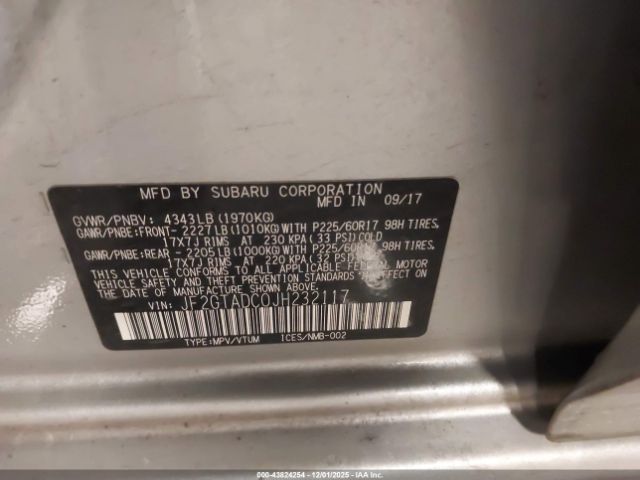 MFD BY SUBARU CORPORATION
MFD IN 09/17
GVWR/PNBV: 4343LB(1970KG)
GAWR/PNBE:FRONT- 2227LB(1010KG)WITH P225/60R17 98H TIRES,
17X7J RIMS AT 230 KPA(33 PSI)COLD
GAWR/PNBE:REAR - 2205LB(1000KG)WITH P225/60R17 98H TIRES,
17X7J RIMS AT 220 KPA(32 PSI)COLD
THIS VEHICLE CONFORMS TO ALL APPLICABLE FEDERAL MOTOR
VEHICLE SAFETY AND THEFT PREVENTION STANDARDS IN EFFECT ON
THE DATE OF MANUFACTURE SHOWN ABOVE.
VIN: JF2G1ADC0JH232117
TYPE:MPV/VTUM ICES/NMB-002
000-43824254 - 12/01/2025 - IAAI.COM